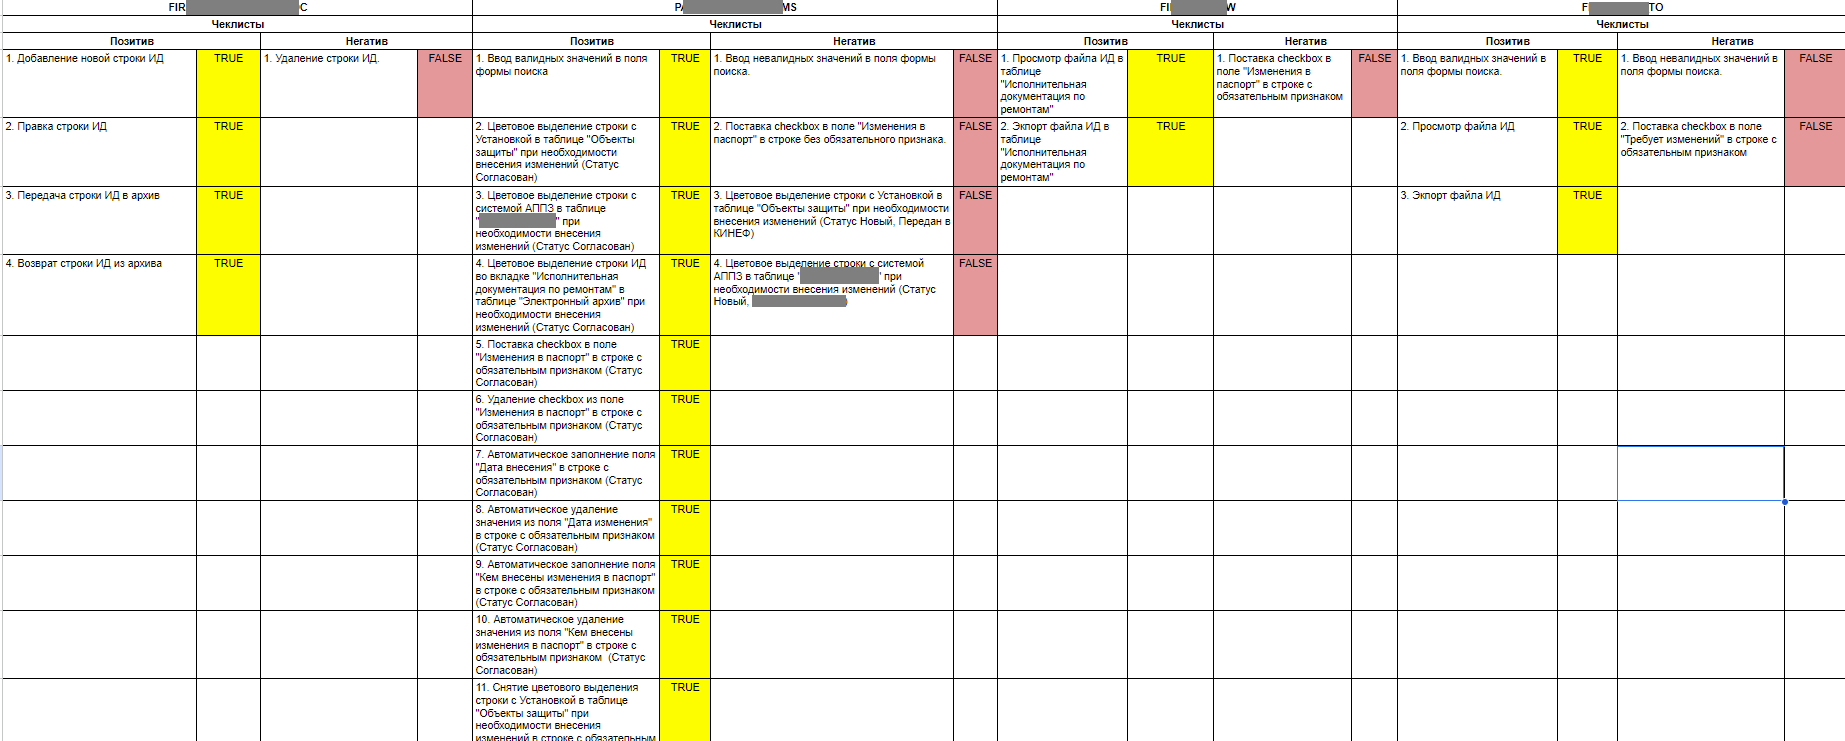 FIR C
PA MS
FI W
F TO
Чеклисты
Чеклисты
Чеклисты
Чеклисты
Позитив
Негатив
Позитив
Негатив
Позитив
Негатив
Позитив
Негатив
1. Добавление новой строки ИД
TRUE
1. Удаление строки ИД.
FALSE
1. Ввод валидных значений в поля
формы поиска
TRUE
1. Ввод невалидных значений в поля формы
поиска.
FALSE
1. Просмотр файла ИД в
таблице
"Исполнительная
документация по
ремонтам"
TRUE
1. Поставка checkbox в
поле "Изменения в
паспорт" в строке с
обязательным признаком
FALSE
1. Ввод валидных значений в
поля формы поиска.
TRUE
1. Ввод невалидных значений в
поля формы поиска.
FALSE
2. Правка строки ИД
TRUE
2. Цветовое выделение строки с
Установкой в таблице "Объекты
защиты" при необходимости
внесения изменений (Статус
Согласован)
TRUE
2. Поставка checkbox в поле "Изменения в
паспорт" в строке без обязательного признака.
FALSE
2. Экпорт файла ИД в
таблице
"Исполнительная
документация по
ремонтам"
TRUE
2. Просмотр файла ИД
TRUE
2. Поставка checkbox в поле
"Требует изменений" в строке с
обязательным признаком
FALSE
3. Передача строки ИД в архив
TRUE
3. Цветовое выделение строки с
системой АППЗ в таблице
" " при
необходимости внесения
изменений (Статус Согласован)
TRUE
3. Цветовое выделение строки с Установкой в
таблице "Объекты защиты" при необходимости
внесения изменений (Статус Новый, Передан в
КИНЕФ)
FALSE
3. Экпорт файла ИД
TRUE
4. Возврат строки ИД из архива
TRUE
4. Цветовое выделение строки ИД
во вкладке "Исполнительная
документация по ремонтам" в
таблице "Электронный архив" при
необходимости внесения
изменений (Статус Согласован)
TRUE
4. Цветовое выделение строки с системой
АППЗ в таблице " " при
необходимости внесения изменений (Статус
Новый, )
FALSE
5. Поставка checkbox в поле
"Изменения в паспорт" в строке с
обязательным признаком (Статус
Согласован)
TRUE
6. Удаление checkbox из поле
"Изменения в паспорт" в строке с
обязательным признаком (Статус
Согласован)
TRUE
7. Автоматическое заполнение поля
"Дата внесения" в строке с
обязательным признаком (Статус
Согласован)
TRUE
8. Автоматическое удаление
значения из поля "Дата изменения"
в строке с обязательным признаком
(Статус Согласован)
TRUE
9. Автоматическое заполнение поля
"Кем внесены изменения в паспорт"
в строке с обязательным признаком
(Статус Согласован)
TRUE
10. Автоматическое удаление
значения из поля "Кем внесены
изменения в паспорт" в строке с
обязательным признаком (Статус
Согласован)
TRUE
11. Снятие цветового выделения
строки с Установкой в таблице
"Объекты защиты" при
необходимости внесения
изменений в строке с обязательным
TRUE